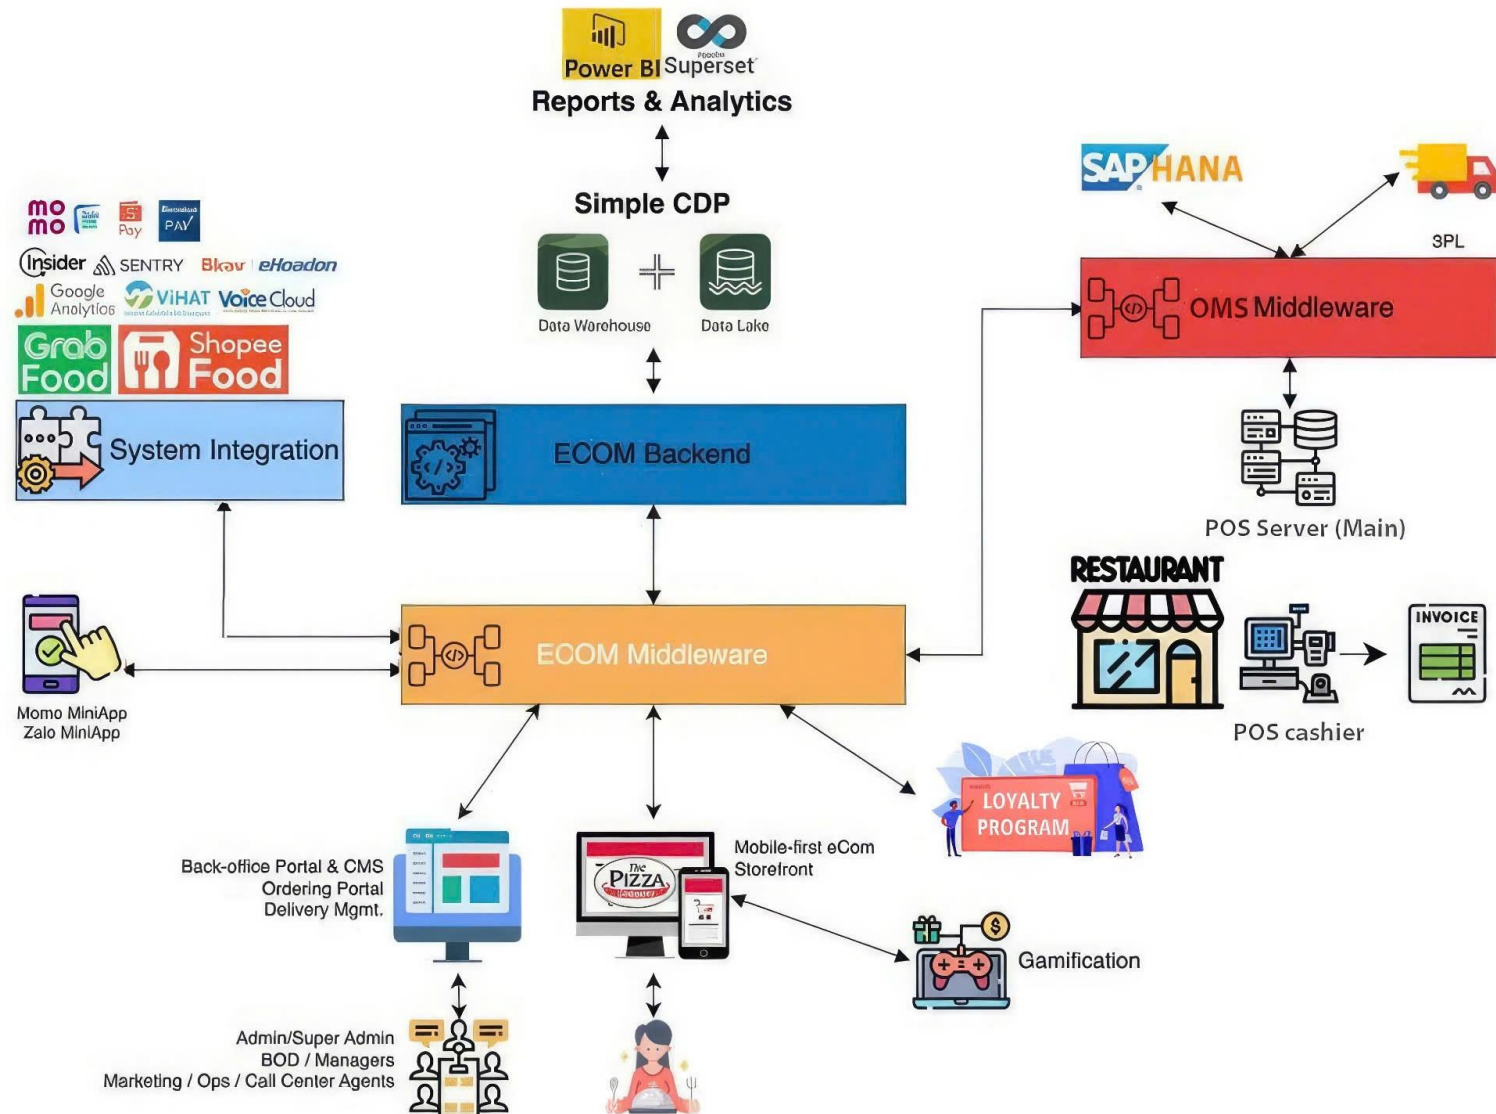 Power BI
Superset
Reports & Analytics
Simple CDP
Data Warehouse
Data Lake
SAP HANA
3PL
OMS Middleware
POS Server (Main)
mo
mo
Pay
PAY
Insider
SENTRY
Bkav eHoadon
Google
Analytics
ViHAT
Voice Cloud
Grab
Food
Shopee
Food
System Integration
ECOM Backend
ECOM Middleware
Momo MiniApp
Zalo MiniApp
RESTAURANT
INVOICE
POS cashier
LOYALTY
PROGRAM
Back-office Portal & CMS
Ordering Portal
Delivery Mgmt.
The
PIZZA
Mobile-first eCom
Storefront
Gamification
Admin/Super Admin
BOD / Managers
Marketing / Ops / Call Center Agents